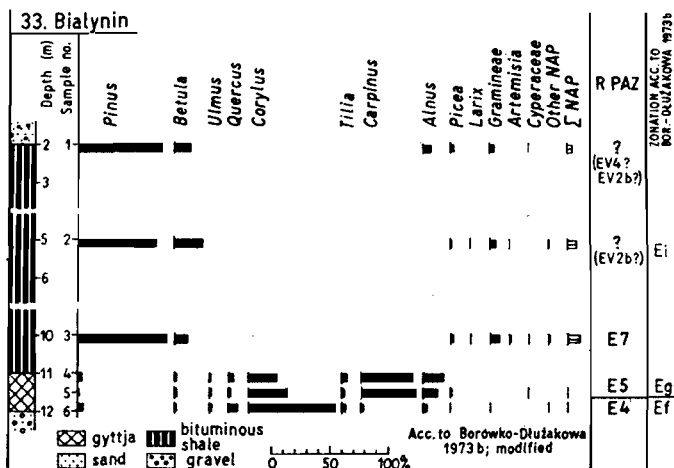 33. Białynin
Depth (m)
Sample no.
Pinus
Betula
Ulmus
Quercus
Corylus
Tilia
Carpinus
Alnus
Picea
Larix
Gramineae
Artemisia
Cyperaceae
Other NAP
Σ NAP
R PAZ
ZONATION ACC. TO
BOR.-DŁUŻAKOWA 1973b
2 1
?
(EV4?
EV2b?)
3
5 2
?
(EV2b?)
Ei
6
10 3
E7
11 4
5
E5 Eg
12 6
E4 Ef
gyttja
bituminous
shale
sand
gravel
0 50 100%
Acc. to Borówko-Dłużakowa
1973b; modified